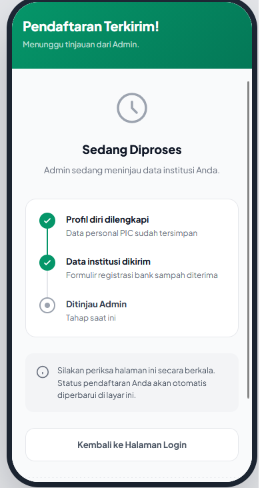 Pendaftaran Terkirim!
Menunggu tinjauan dari Admin.
Sedang Diproses
Admin sedang meninjau data institusi Anda.
Profil diri dilengkapi
Data personal PIC sudah tersimpan
Data institusi dikirim
Formulir registrasi bank sampah diterima
Ditinjau Admin
Tahap saat ini
Silakan periksa halaman ini secara berkala.
Status pendaftaran Anda akan otomatis
diperbarui di layar ini.
Kembali ke Halaman Login